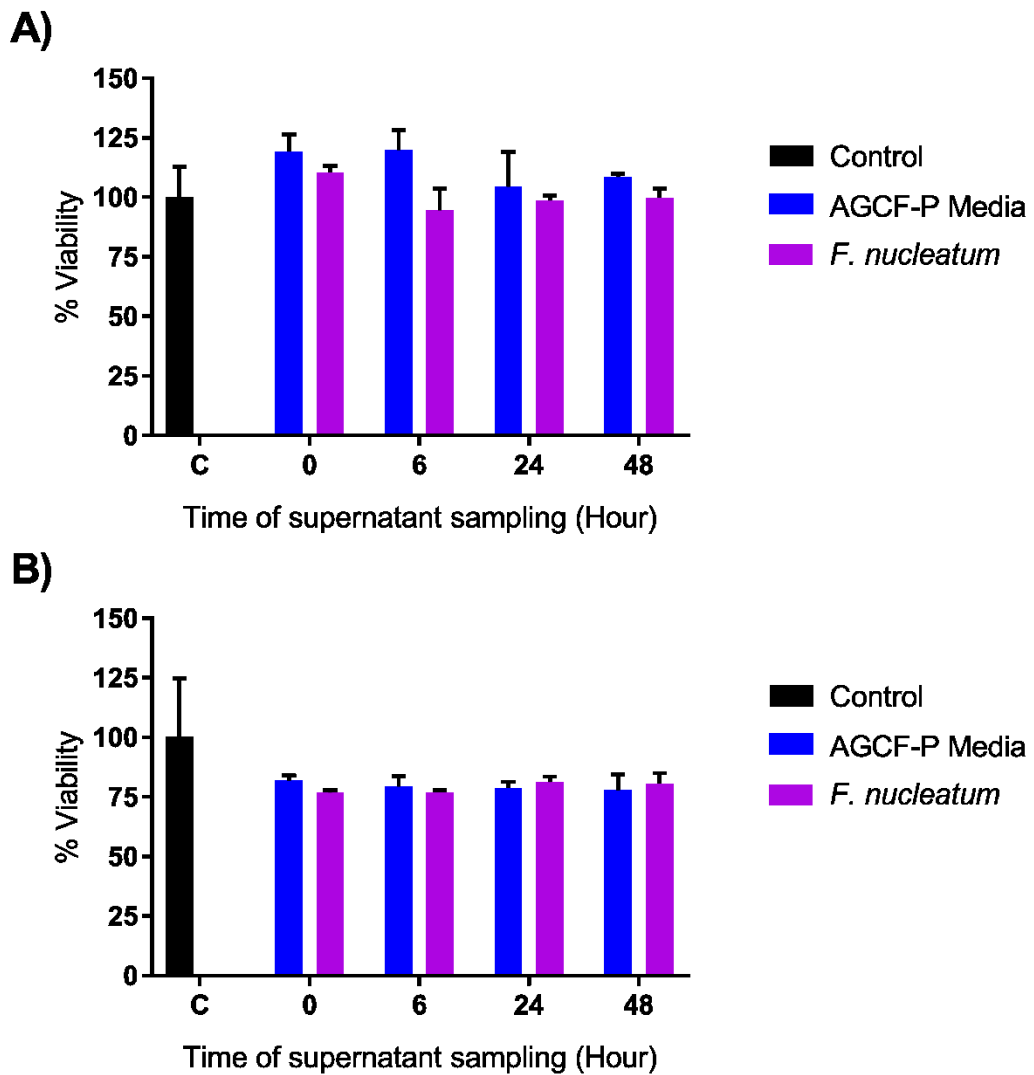 A)
150
125
100
75
50
25
0
% Viability
C 0 6 24 48
Time of supernatant sampling (Hour)
Control
AGCF-P Media
F. nucleatum
B)
150
125
100
75
50
25
0
% Viability
C 0 6 24 48
Time of supernatant sampling (Hour)
Control
AGCF-P Media
F. nucleatum